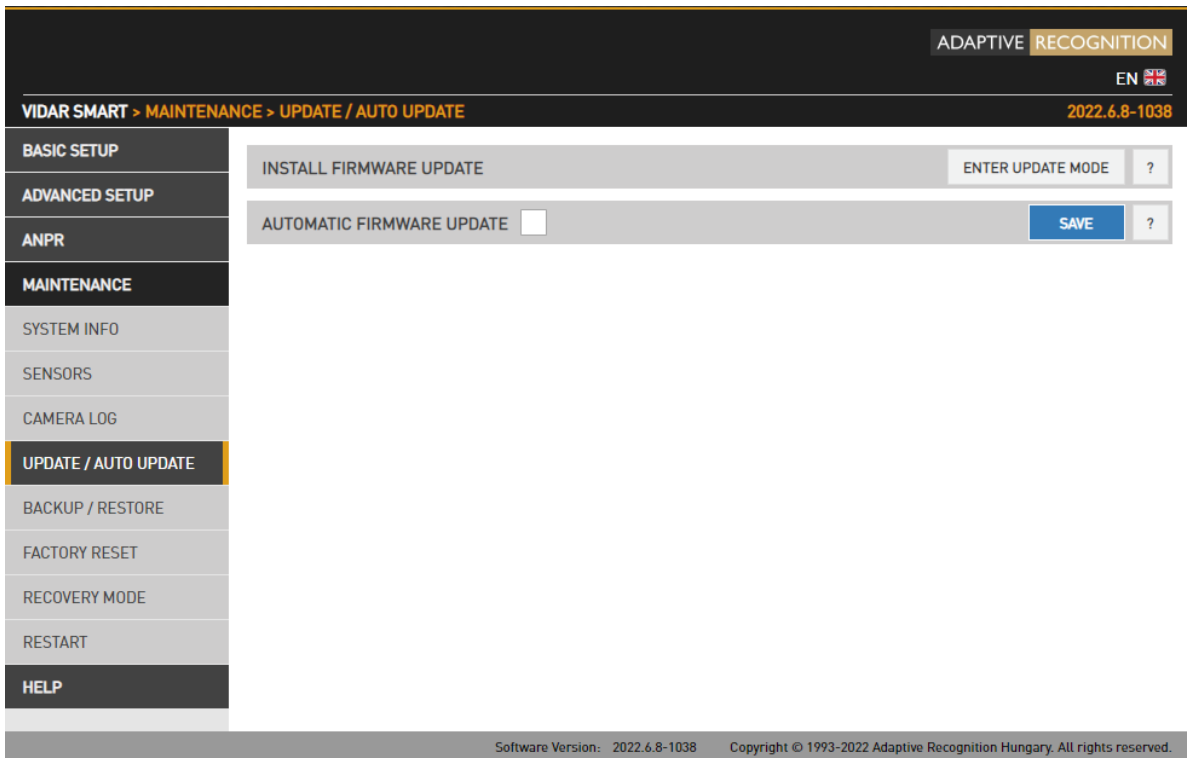 ADAPTIVE RECOGNITION
EN
VIDAR SMART > MAINTENANCE > UPDATE / AUTO UPDATE 2022.6.8-1038
BASIC SETUP
ADVANCED SETUP
ANPR
MAINTENANCE
SYSTEM INFO
SENSORS
CAMERA LOG
UPDATE / AUTO UPDATE
BACKUP / RESTORE
FACTORY RESET
RECOVERY MODE
RESTART
HELP
INSTALL FIRMWARE UPDATE ENTER UPDATE MODE ?
AUTOMATIC FIRMWARE UPDATE SAVE ?
Software Version: 2022.6.8-1038 Copyright © 1993-2022 Adaptive Recognition Hungary. All rights reserved.